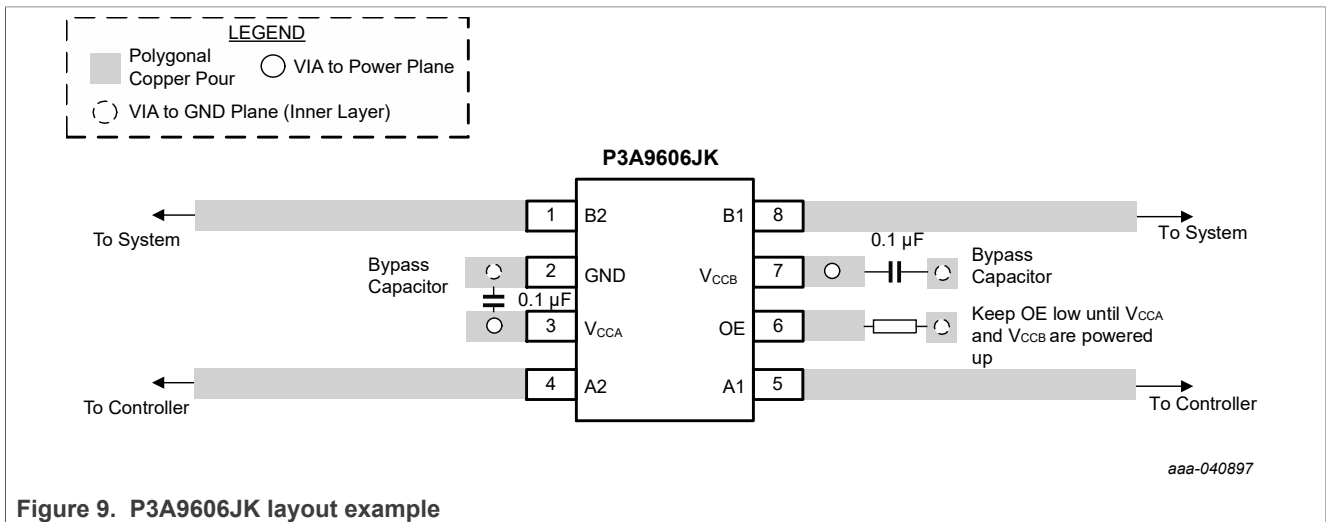 LEGEND
Polygonal
Copper Pour
VIA to Power Plane
VIA to GND Plane (Inner Layer)
P3A9606JK
1 B2
B1 8
To System
To System
0.1 µF
Bypass
Capacitor
2 GND
VCCB 7
Bypass
Capacitor
0.1 µF
3 VCCA
OE 6
Keep OE low until VCCA
and VCCB are powered
up
4 A2
A1 5
To Controller
To Controller
aaa-040897
Figure 9. P3A9606JK layout example